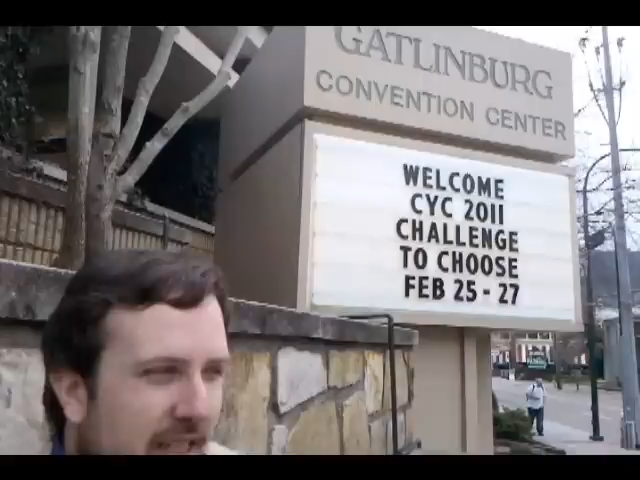 GATLINBURG
CONVENTION CENTER
WELCOME
CYC 2011
CHALLENGE
TO CHOOSE
FEB 25 - 27